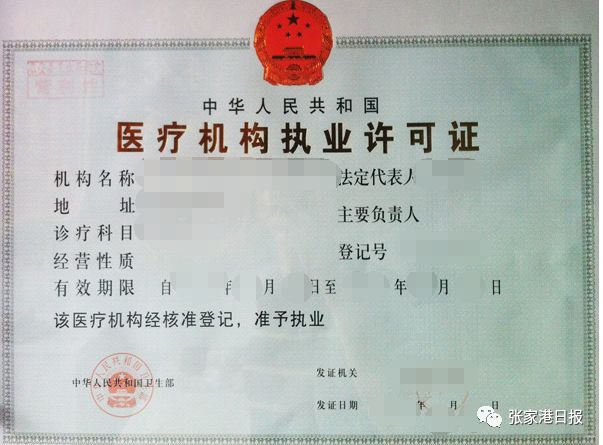 中华人民共和国
医疗机构执业许可证
机构名称 法定代表人
地 址 主要负责人
诊疗科目
登记号
经营性质
有效期限 自 年 月 日至 年 月 日
该医疗机构经核准登记，准予执业
中华人民共和国卫生部
发证机关
发证日期 年 月 日
张家港日报